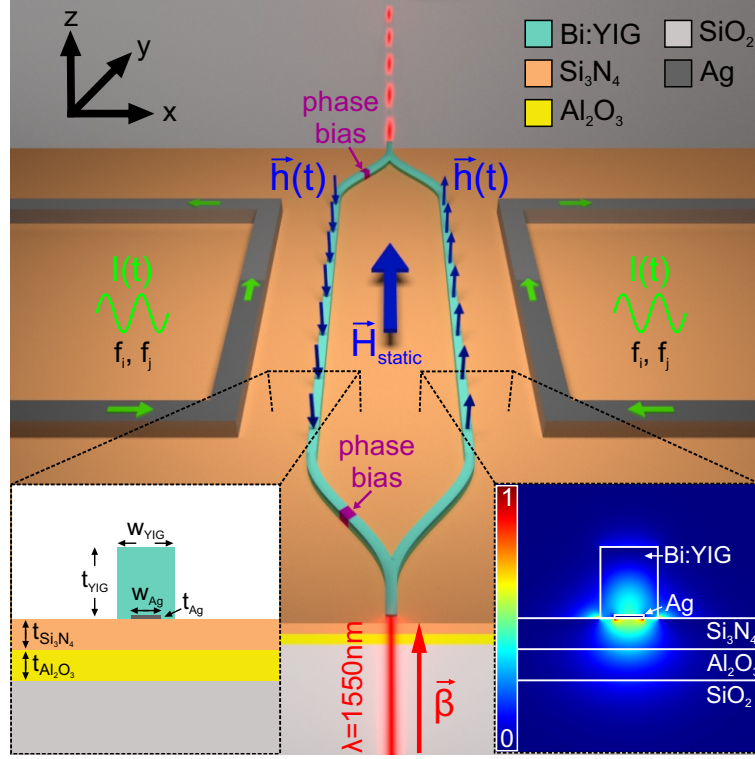 z
y
x
Bi:YIG
SiO₂
Si₃N₄
Ag
Al₂O₃
phase
bias
h⃗(t)
h⃗(t)
I(t)
fᵢ, fⱼ
H⃗static
I(t)
fᵢ, fⱼ
phase
bias
wYIG
tYIG
wAg
tAg
tSi₃N₄
tAl₂O₃
λ=1550nm
β⃗
1
0
Bi:YIG
Ag
Si₃N₄
Al₂O₃
SiO₂